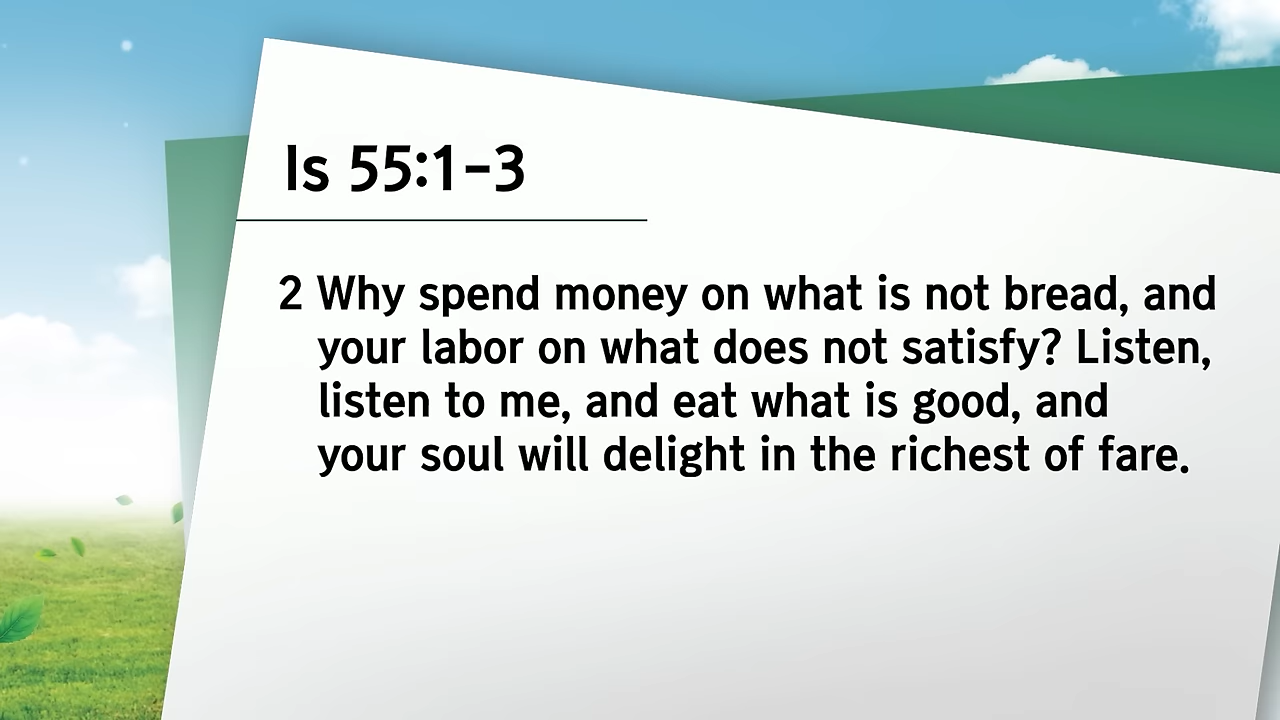 Is 55:1-3
2 Why spend money on what is not bread, and
your labor on what does not satisfy? Listen,
listen to me, and eat what is good, and
your soul will delight in the richest of fare.